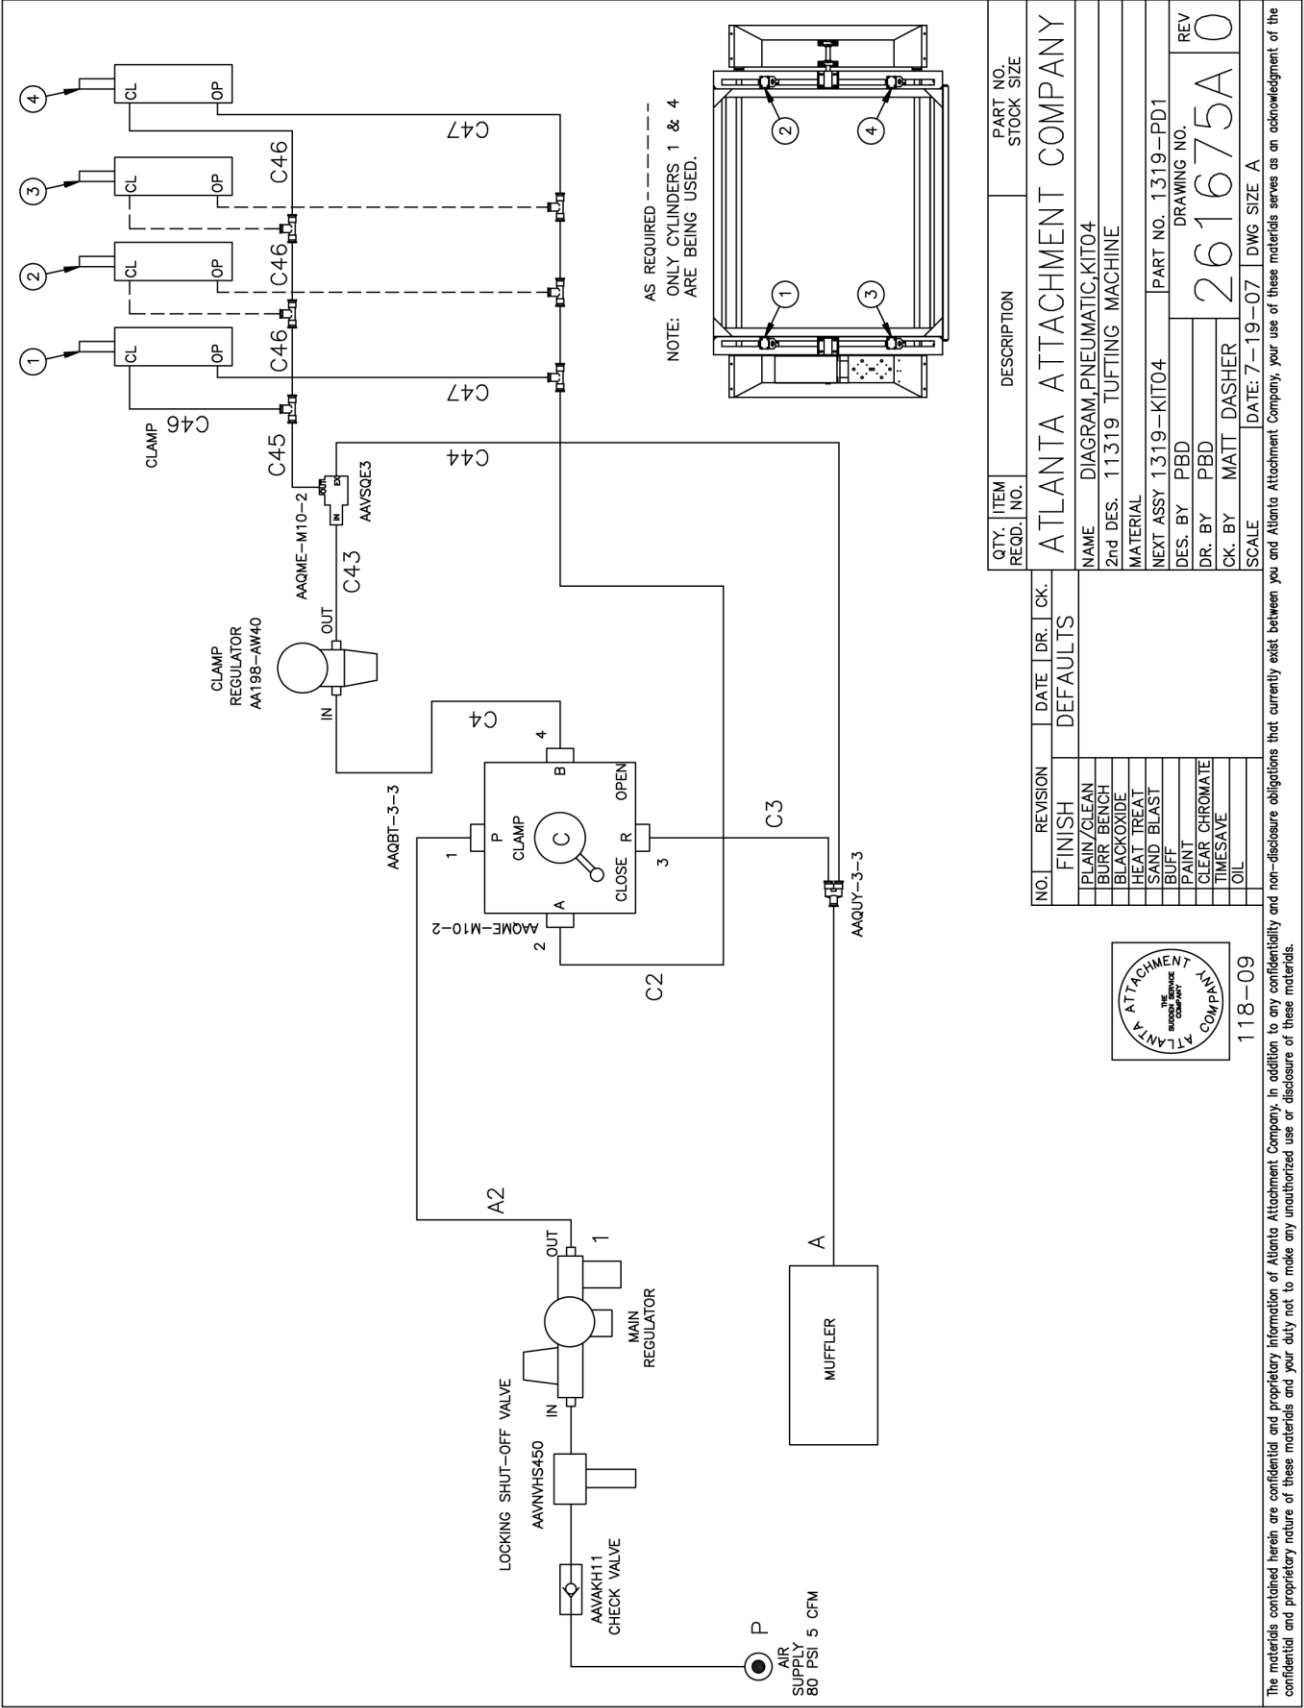 AIR
SUPPLY
80 PSI 5 CFM
P
AAVAKH11
CHECK VALVE
LOCKING SHUT-OFF VALVE
AAVNVHS450
IN
OUT
1
MAIN
REGULATOR
A2
MUFFLER
A
AAQUY-3-3
C3
C2
AAQME-M10-2
AAQBT-3-3
1
P
2
A
CLAMP
C
B
4
CLOSE
R
OPEN
3
C4
CLAMP
REGULATOR
AA198-AW40
IN
OUT
C43
AAQME-M10-2
OUT
IN
EX
AAVSQE3
C44
C45
CLAMP
C46
C46
C46
C46
C47
C47
1
CL
OP
2
CL
OP
3
CL
OP
4
CL
OP
AS REQUIRED
NOTE: ONLY CYLINDERS 1 & 4
ARE BEING USED.
1
2
3
4
QTY. REQD.
ITEM NO.
DESCRIPTION
PART NO.
STOCK SIZE
NO.
REVISION
DATE
DR.
CK.
FINISH
DEFAULTS
PLAIN/CLEAN
BURR BENCH
BLACKOXIDE
HEAT TREAT
SAND BLAST
BUFF
PAINT
CLEAR CHROMATE
TIMESAVE
OIL
ATLANTA ATTACHMENT COMPANY
NAME DIAGRAM,PNEUMATIC,KIT04
2nd DES. 11319 TUFTING MACHINE
MATERIAL
NEXT ASSY 1319-KIT04
PART NO. 1319-PD1
DES. BY PBD
DR. BY PBD
CK. BY MATT DASHER
DRAWING NO.
261675A
REV
0
SCALE
DATE: 7-19-07
DWG SIZE A
ATLANTA ATTACHMENT COMPANY
THE
SUDDEN SERVICE
COMPANY
118-09
The materials contained herein are confidential and proprietary information of Atlanta Attachment Company. In addition to any confidentiality and non-disclosure obligations that currently exist between you and Atlanta Attachment Company, your use of these materials serves as an acknowledgment of the
confidential and proprietary nature of these materials and your duty not to make any unauthorized use or disclosure of these materials.